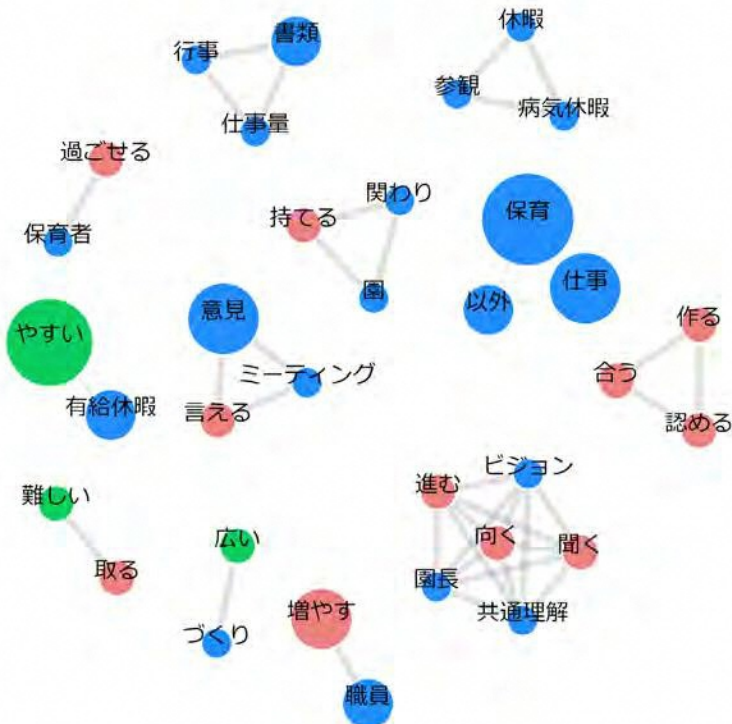 休暇
行事
書類
参観
病気休暇
仕事量
過ごせる
関わり
持てる
保育
保育者
仕事
園
以外
意見
やすい
作る
ミーティング
合う
有給休暇
言える
認める
ビジョン
進む
難しい
向く
広い
聞く
取る
園長
増やす
共通理解
づくり
職員